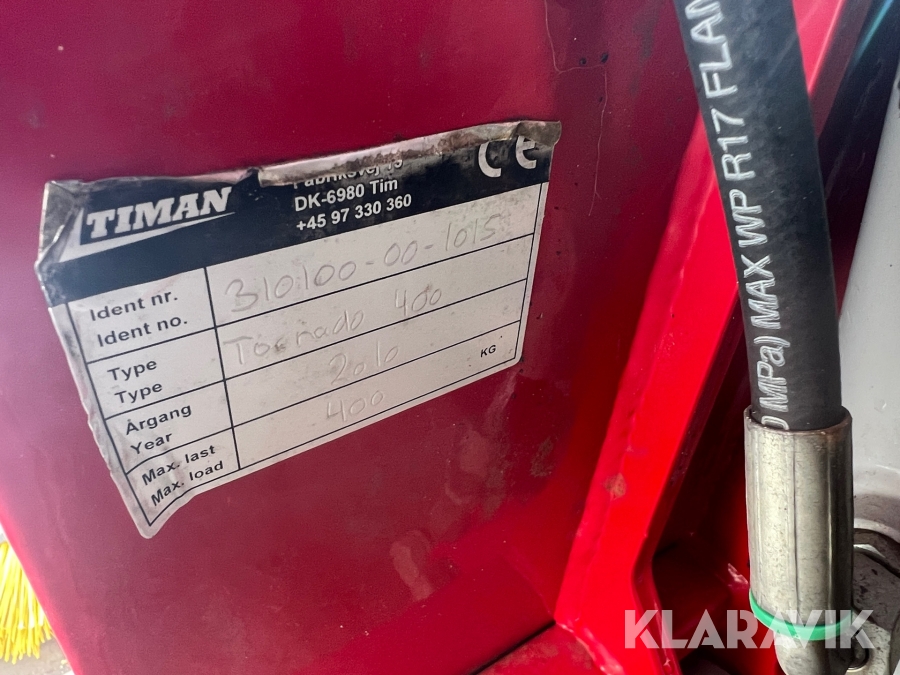 TIMAN
Fabriksvej 19
DK-6980 Tim
+45 97 330 360
CE
Ident nr. 310100-00-1015
Ident no.
Type Tornado 400
Type
Årgang 2010
Year
Max. last 400 KG
Max. load
MPa) MAX WP R17 FLAM
KLARAVIK